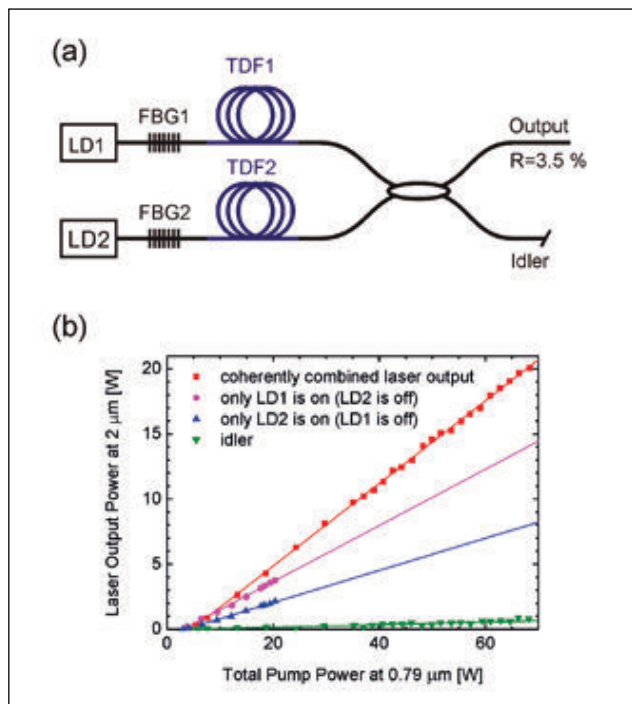 (a)
TDF1
LD1
FBG1
Output
R=3.5 %
TDF2
LD2
FBG2
Idler
(b)
Laser Output Power at 2 μm [W]
20
15
10
5
0
coherently combined laser output
only LD1 is on (LD2 is off)
only LD2 is on (LD1 is off)
idler
0 20 40 60
Total Pump Power at 0.79 μm [W]